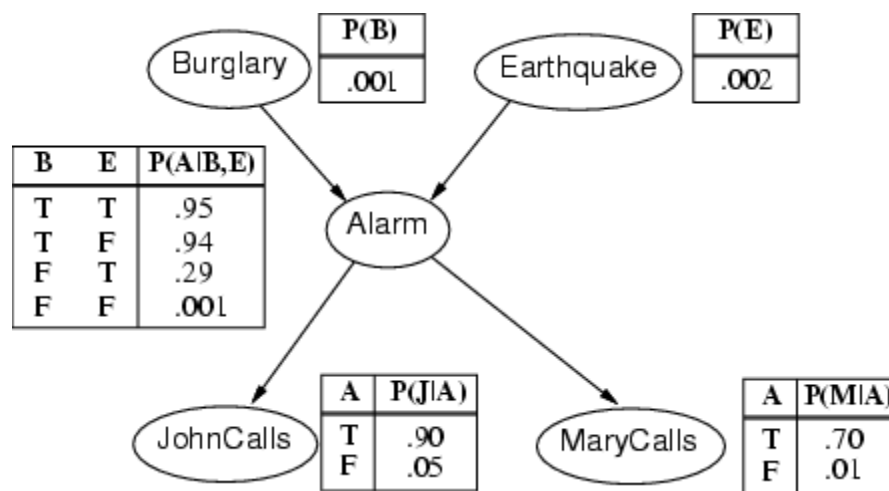 Burglary
P(B)
.001
Earthquake
P(E)
.002
B E P(A|B,E)
T T .95
T F .94
F T .29
F F .001
Alarm
JohnCalls
A P(J|A)
T .90
F .05
MaryCalls
A P(M|A)
T .70
F .01